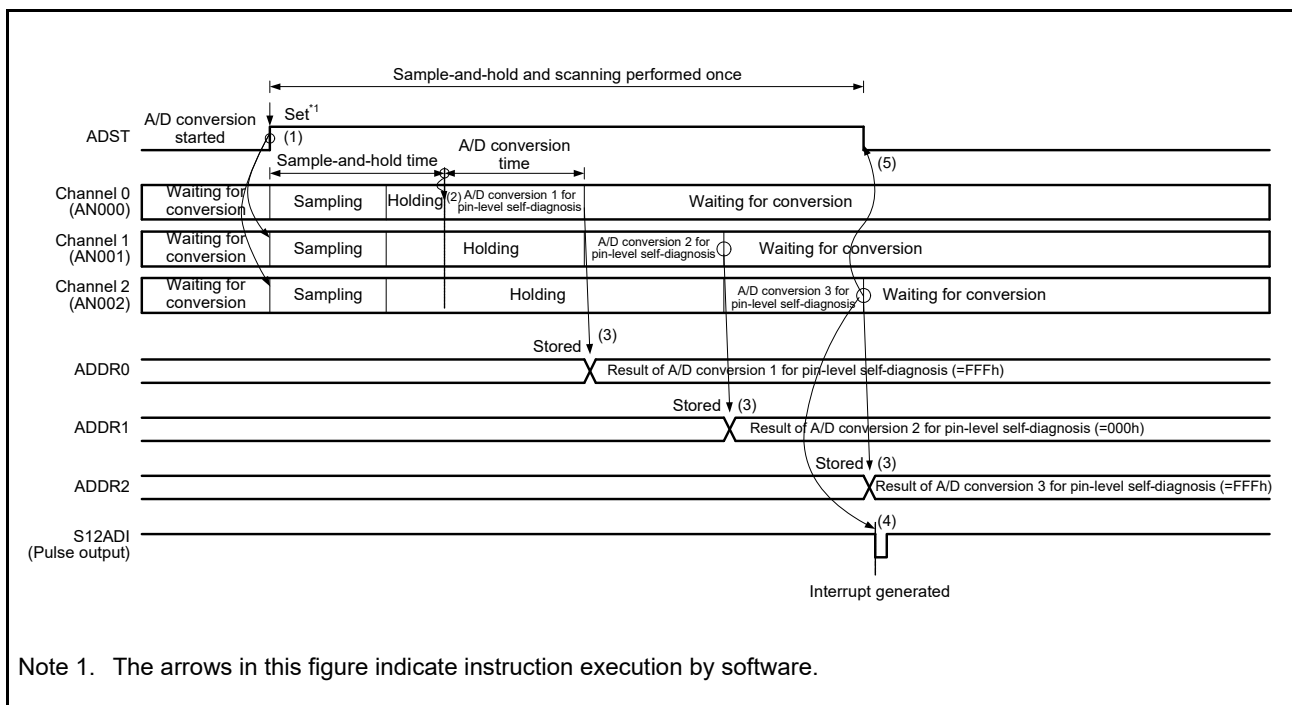 Sample-and-hold and scanning performed once
A/D conversion
started
Set*1
ADST
(1)
A/D conversion
time
(5)
Sample-and-hold time
Channel 0
(AN000)
Waiting for
conversion
Sampling
Holding
(2)
A/D conversion 1 for
pin-level self-diagnosis
Waiting for conversion
Channel 1
(AN001)
Waiting for
conversion
Sampling
Holding
A/D conversion 2 for
pin-level self-diagnosis
Waiting for conversion
Channel 2
(AN002)
Waiting for
conversion
Sampling
Holding
A/D conversion 3 for
pin-level self-diagnosis
Waiting for conversion
Stored
(3)
ADDR0
Result of A/D conversion 1 for pin-level self-diagnosis (=FFFh)
Stored
(3)
ADDR1
Result of A/D conversion 2 for pin-level self-diagnosis (=000h)
Stored
(3)
ADDR2
Result of A/D conversion 3 for pin-level self-diagnosis (=FFFh)
S12ADI
(Pulse output)
(4)
Interrupt generated
Note 1. The arrows in this figure indicate instruction execution by software.